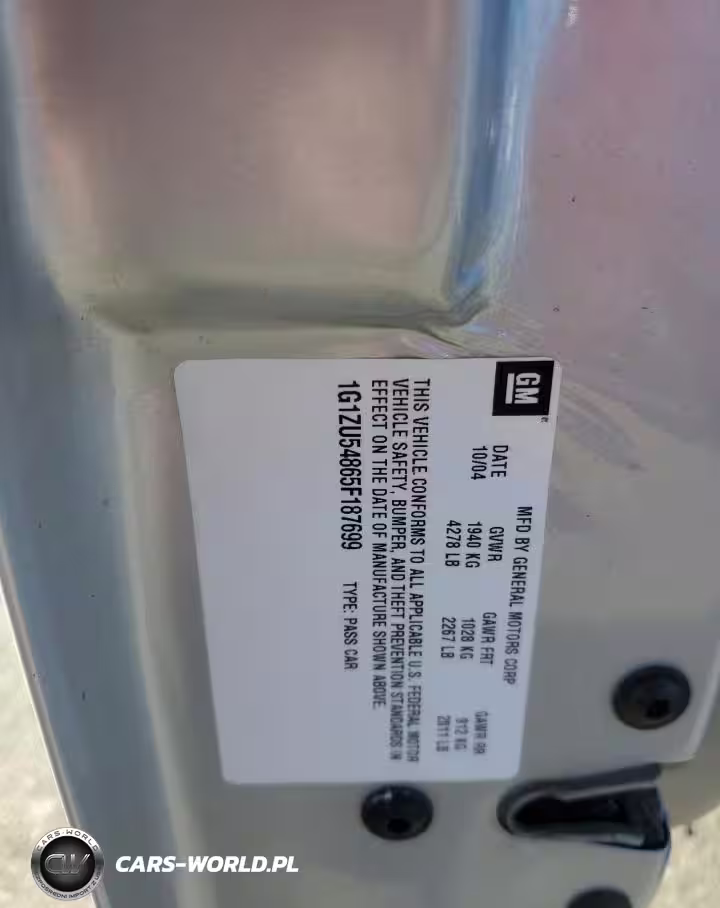 GM
MFD BY GENERAL MOTORS CORP
DATE GVWR GAWR FRT GAWR RR
10/04 1940 KG 1028 KG 912 KG
4278 LB 2267 LB 2011 LB
THIS VEHICLE CONFORMS TO ALL APPLICABLE U.S. FEDERAL MOTOR
VEHICLE SAFETY, BUMPER, AND THEFT PREVENTION STANDARDS IN
EFFECT ON THE DATE OF MANUFACTURE SHOWN ABOVE.
1G1ZU54865F187699 TYPE: PASS CAR
CARS-WORLD
CW
CARS-WORLD.PL